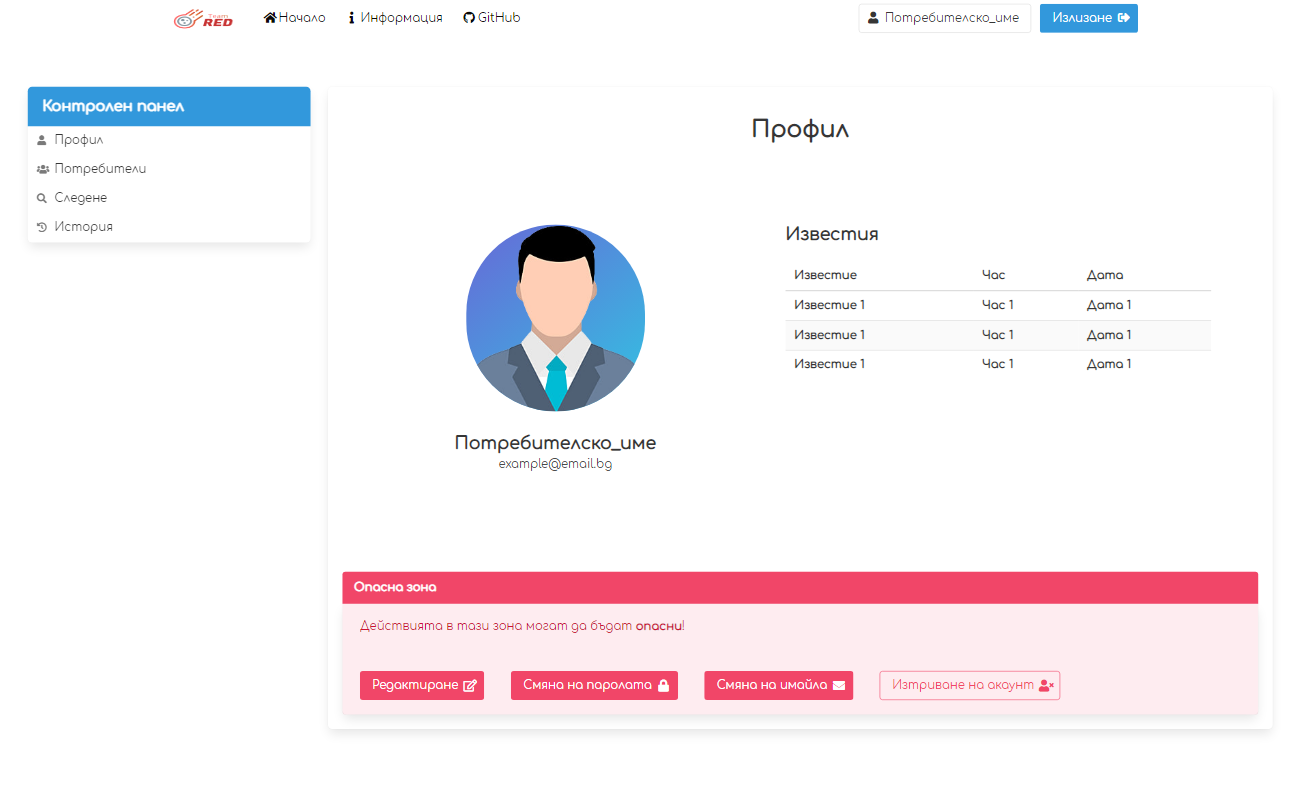 Team RED Начало Информация GitHub Потребителско_име Излизане
Контролен панел
Профил
Потребители
Следене
История
Профил
Потребителско_име
example@email.bg
Известия
Известие Час Дата
Известие 1 Час 1 Дата 1
Известие 1 Час 1 Дата 1
Известие 1 Час 1 Дата 1
Опасна зона
Действията в тази зона могат да бъдат опасни!
Редактиране Смяна на паролата Смяна на имайла Изтриване на акаунт